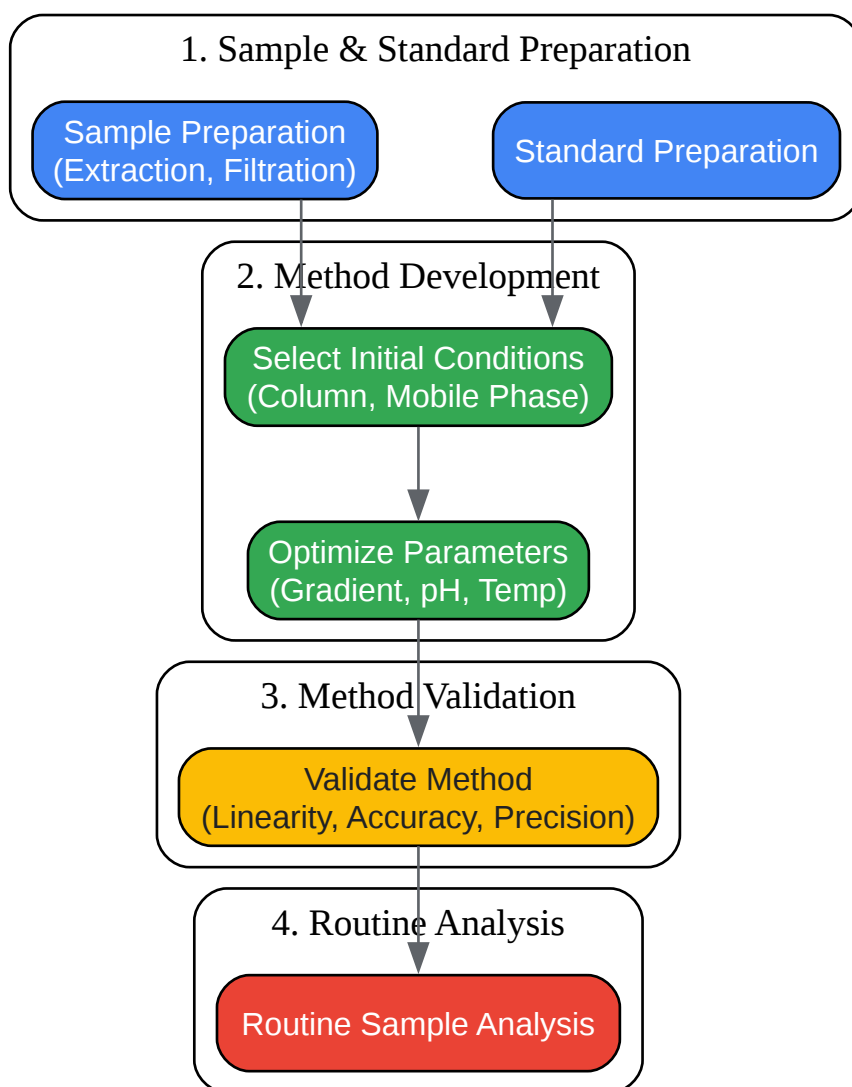 1. Sample & Standard Preparation
Sample Preparation
(Extraction, Filtration)
Standard Preparation
2. Method Development
Select Initial Conditions
(Column, Mobile Phase)
Optimize Parameters
(Gradient, pH, Temp)
3. Method Validation
Validate Method
(Linearity, Accuracy, Precision)
4. Routine Analysis
Routine Sample Analysis